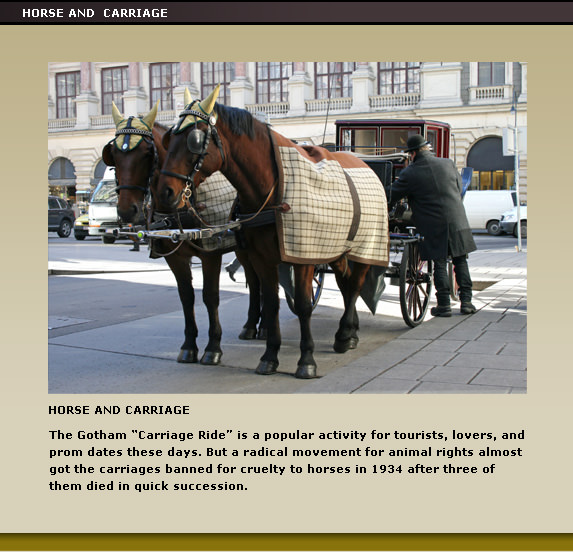 HORSE AND  CARRIAGE
HORSE AND CARRIAGE
The Gotham “Carriage Ride” is a popular activity for tourists, lovers, and
prom dates these days. But a radical movement for animal rights almost
got the carriages banned for cruelty to horses in 1934 after three of
them died in quick succession.